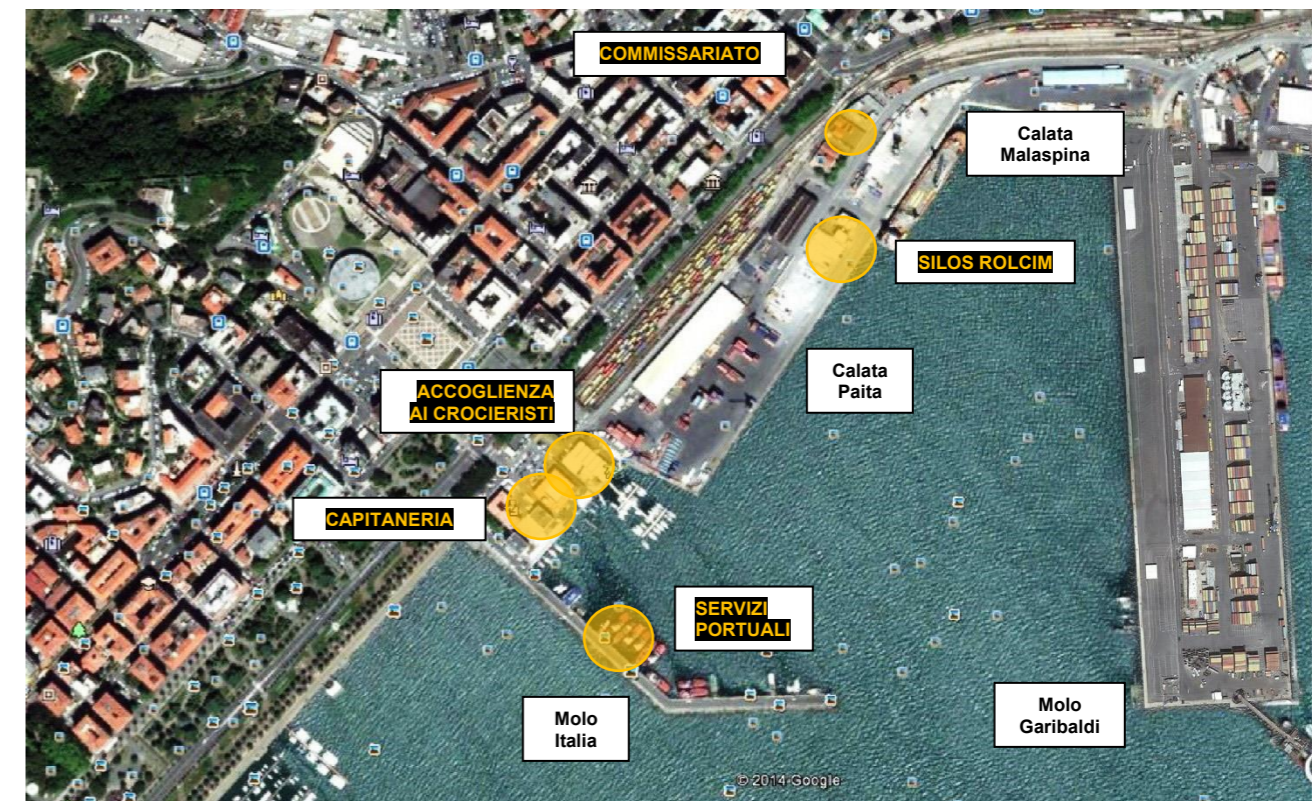 COMMISSARIATO
Calata
Malaspina
SILOS ROLCIM
Calata
Paita
ACCOGLIENZA
AI CROCIERISTI
CAPITANERIA
SERVIZI
PORTUALI
Molo
Italia
Molo
Garibaldi
© 2014 Google